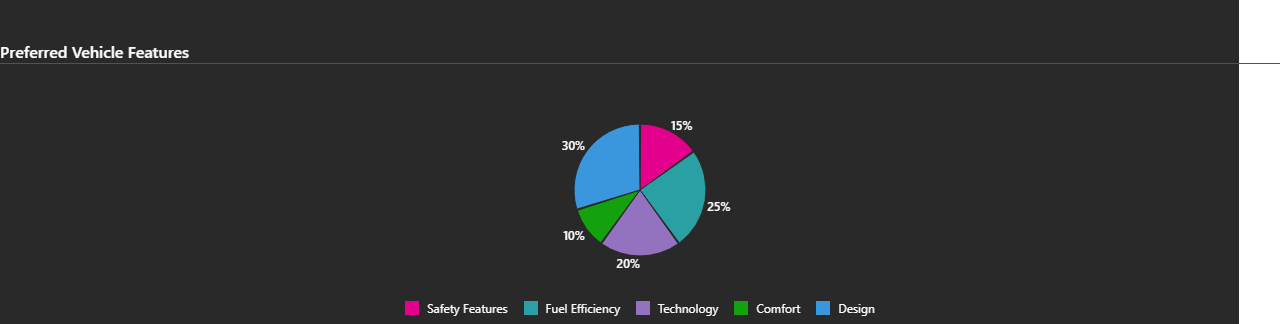 Preferred Vehicle Features
15%
30%
25%
10%
20%
Safety Features Fuel Efficiency Technology Comfort Design